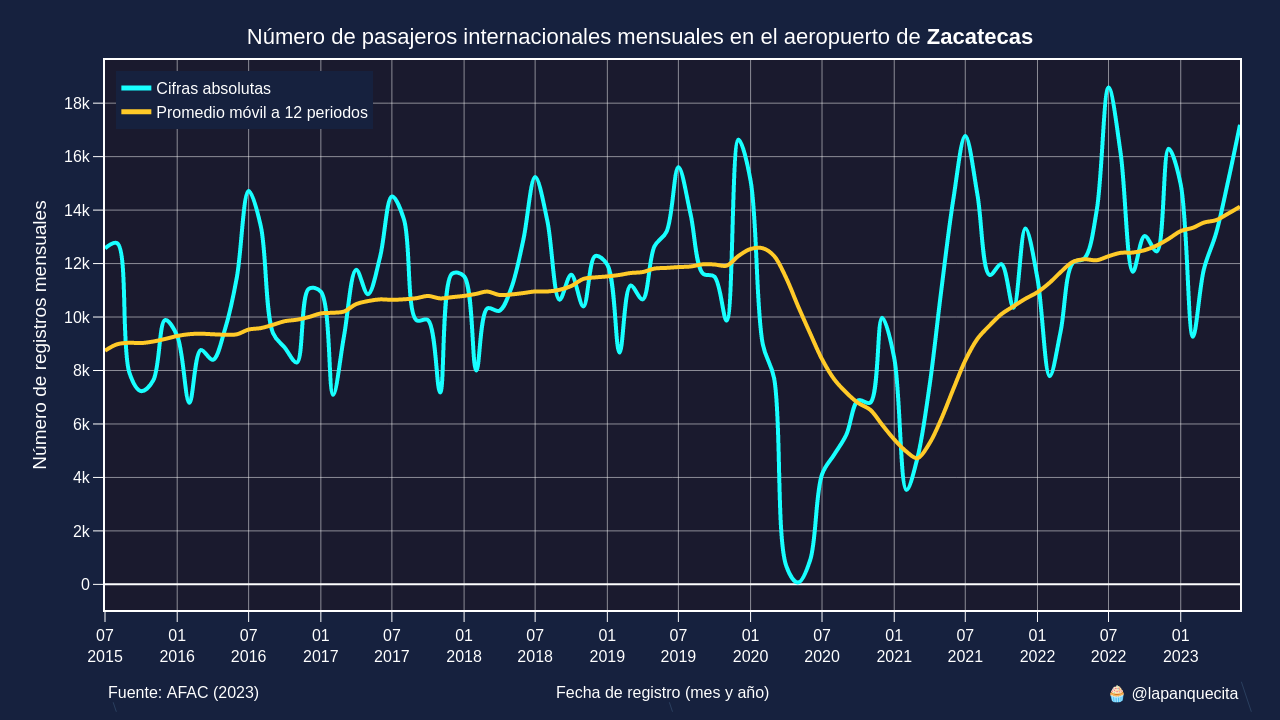 Número de pasajeros internacionales mensuales en el aeropuerto de Zacatecas
Cifras absolutas
Promedio móvil a 12 periodos
Número de registros mensuales
18k
16k
14k
12k
10k
8k
6k
4k
2k
0
07 01 07 01 07 01 07 01 07 01 07 01 07 01 07 01
2015 2016 2016 2017 2017 2018 2018 2019 2019 2020 2020 2021 2021 2022 2022 2023
Fuente: AFAC (2023) Fecha de registro (mes y año) 🧁 @lapanquecita